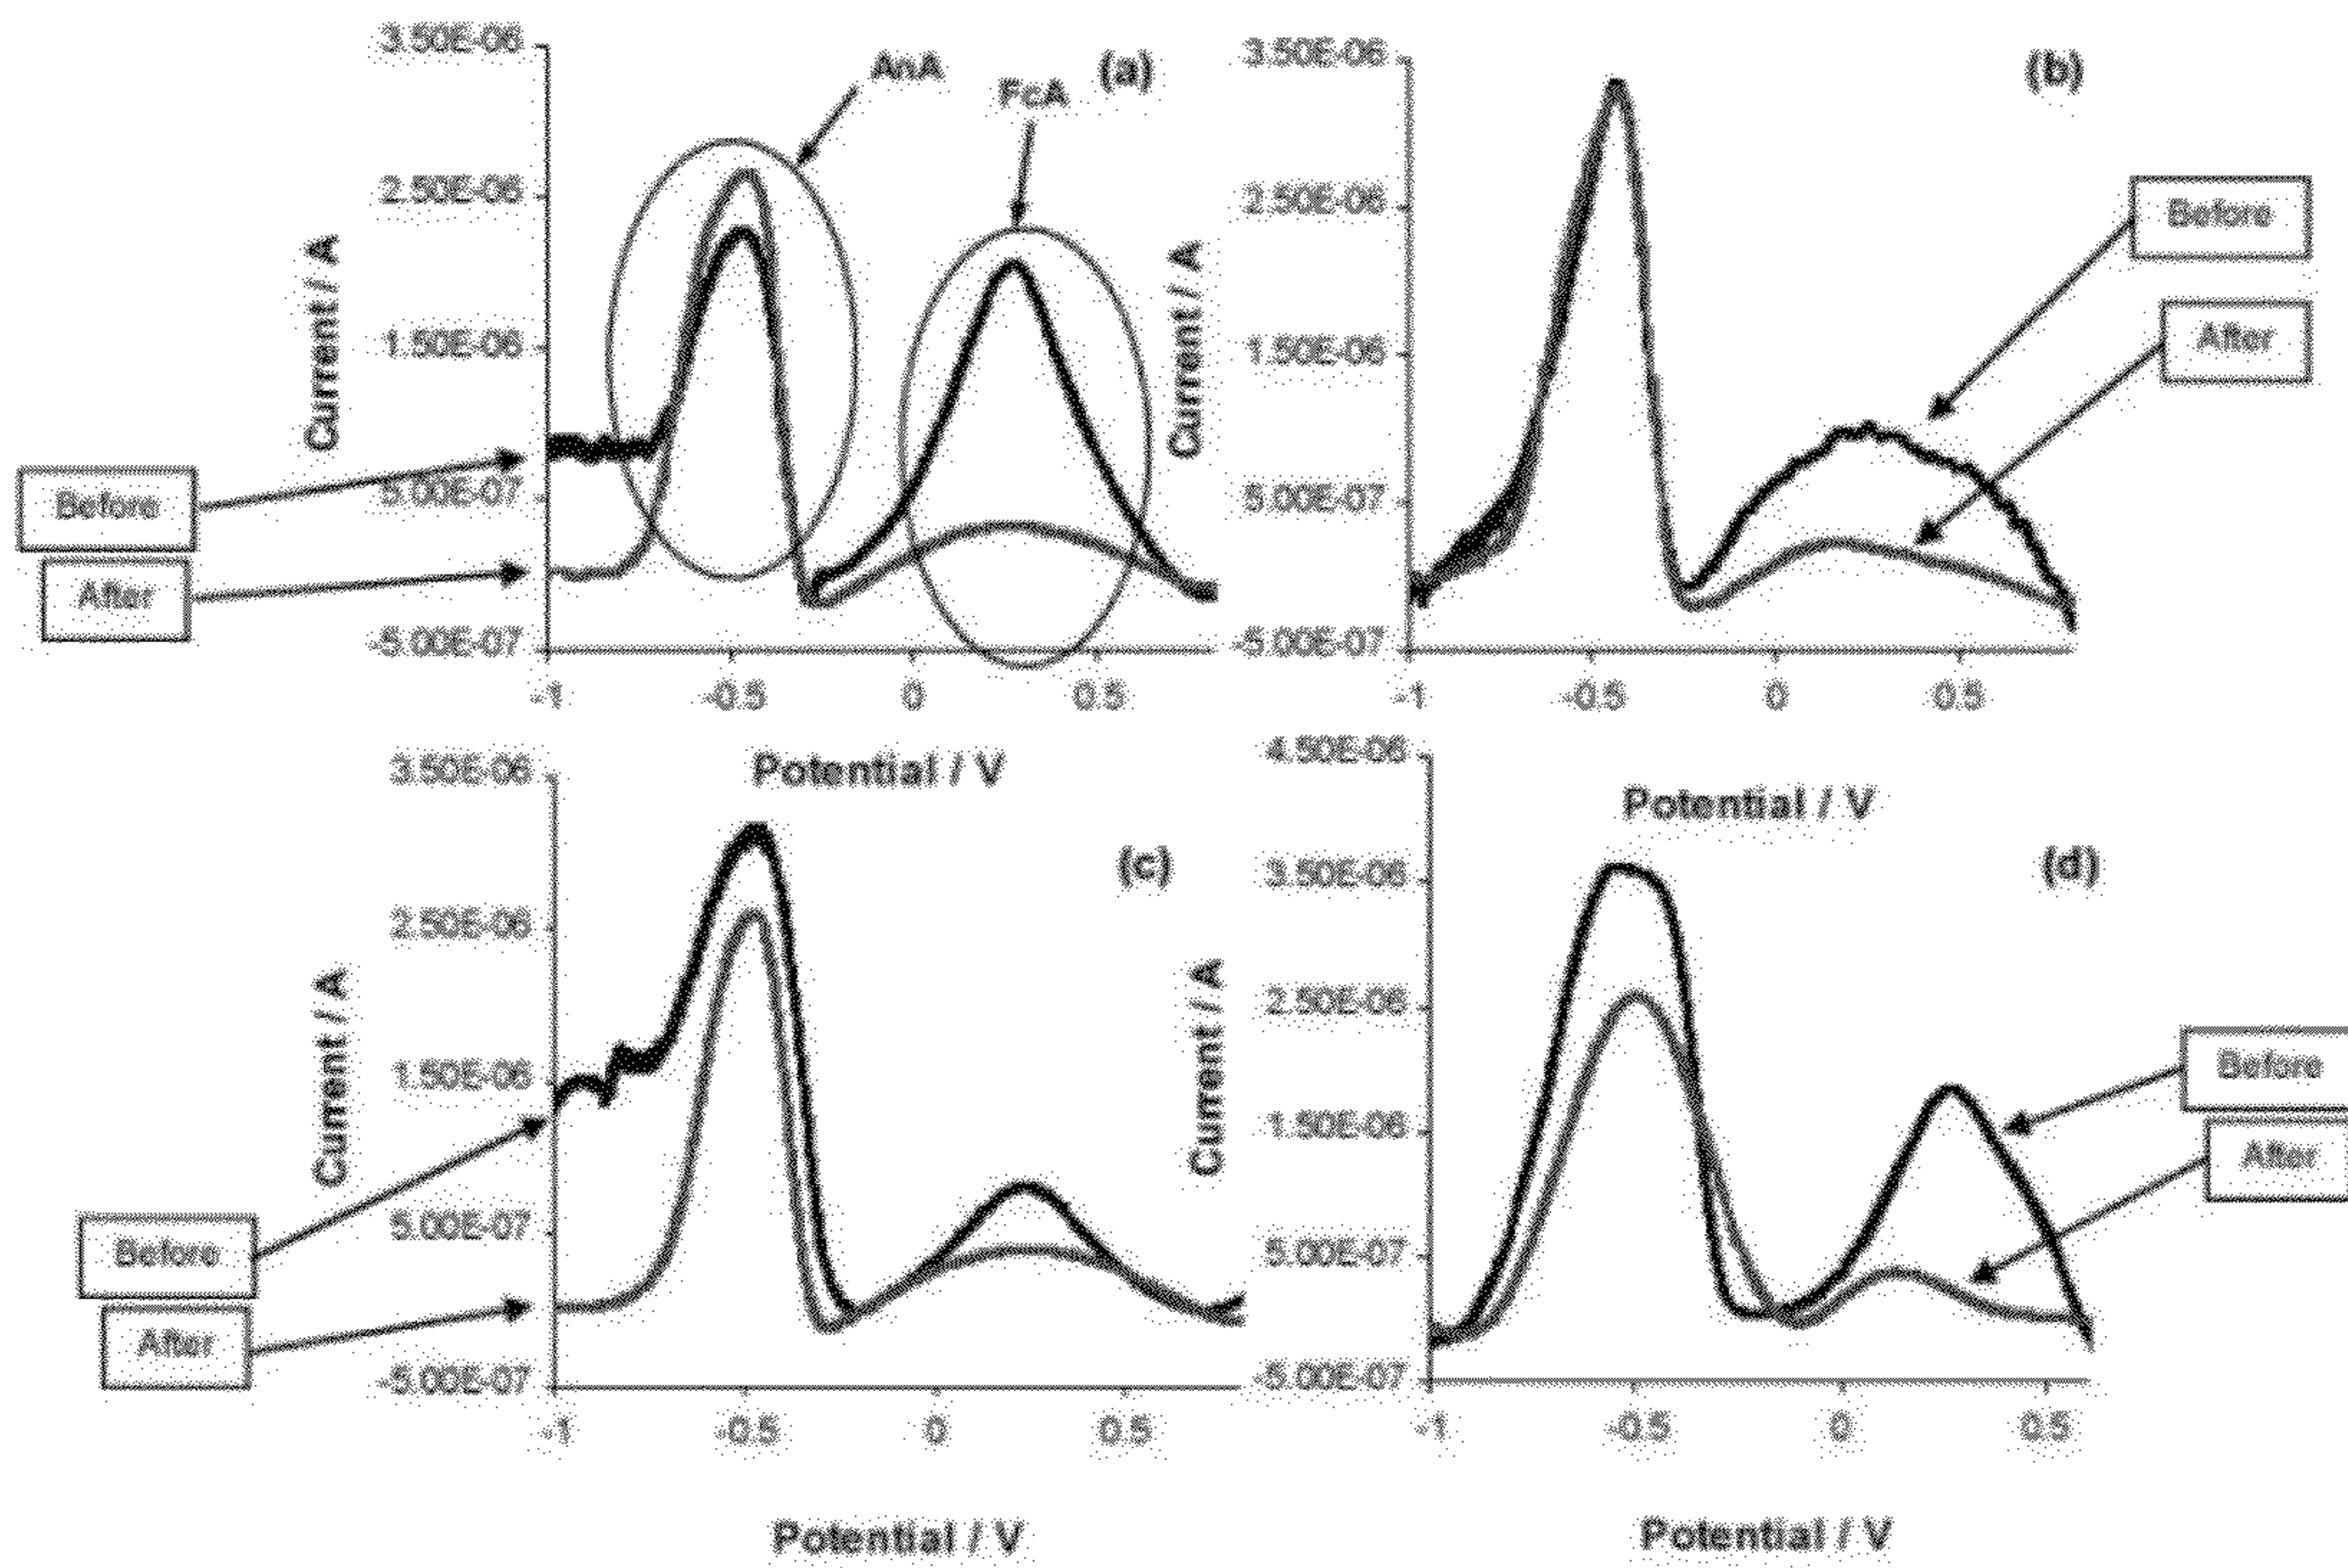 (a)
AnA
FcA
3.50E-06
2.50E-06
1.50E-06
5.00E-07
-5.00E-07
Current / A
Before
After
-1
-0.5
0
0.5
Potential / V
(b)
3.50E-06
2.50E-06
1.50E-06
5.00E-07
-5.00E-07
Current / A
Before
After
-1
-0.5
0
0.5
Potential / V
(c)
3.50E-06
2.50E-06
1.50E-06
5.00E-07
-5.00E-07
Current / A
Before
After
-1
-0.5
0
0.5
Potential / V
(d)
4.50E-06
3.50E-06
2.50E-06
1.50E-06
5.00E-07
-5.00E-07
Current / A
Before
After
-1
-0.5
0
0.5
Potential / V